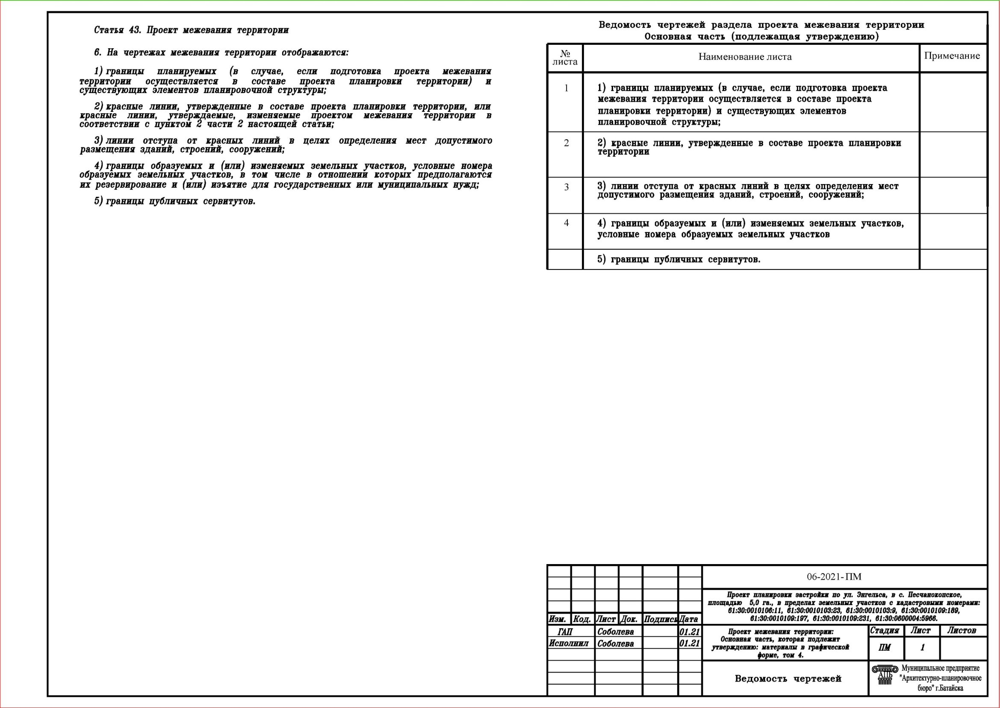 Статья 43. Проект межевания территории
6. На чертежах межевания территории отображаются:
1) границы планируемых (в случае, если подготовка проекта межевания
территории осуществляется в составе проекта планировки территории) и
существующих элементов планировочной структуры;
2) красные линии, утвержденные в составе проекта планировки территории, или
красные линии, утверждаемые, изменяемые проектом межевания территории в
соответствии с пунктом 2 части 2 настоящей статьи;
3) линии отступа от красных линий в целях определения мест допустимого
размещения зданий, строений, сооружений;
4) границы образуемых и (или) изменяемых земельных участков, условные номера
образуемых земельных участков, в том числе в отношении которых предполагаются
их резервирование и (или) изъятие для государственных или муниципальных нужд;
5) границы публичных сервитутов.
Ведомость чертежей раздела проекта межевания территории
Основная часть (подлежащая утверждению)
№
листа
Наименование листа
Примечание
1
1) границы планируемых (в случае, если подготовка проекта
межевания территории осуществляется в составе проекта
планировки территории) и существующих элементов
планировочной структуры;
2
2) красные линии, утвержденные в составе проекта планировки
территории
3
3) линии отступа от красных линий в целях определения мест
допустимого размещения зданий, строений, сооружений;
4
4) границы образуемых и (или) изменяемых земельных участков,
условные номера образуемых земельных участков
5) границы публичных сервитутов.
06-2021-ПМ
Проект планировки застройки по ул. Энгельса, в с. Песчанокопское,
площадью 5,0 га., в пределах земельных участков с кадастровыми номерами:
61:30:0010106:11, 61:30:0010103:23, 61:30:0010103:9, 61:30:0010109:189,
61:30:0010109:197, 61:30:0010109:231, 61:30:0600004:5966.
Изм. Код. Лист Док. Подпись Дата
ГАП Соболева 01.21
Исполнил Соболева 01.21
Проект межевания территории:
Основная часть, которая подлежит
утверждению: материалы в графической
форме, том 4.
Стадия Лист Листов
ПМ 1
Ведомость чертежей
АПБ
Муниципальное предприятие
"Архитектурно-планировочное
бюро" г.Батайска